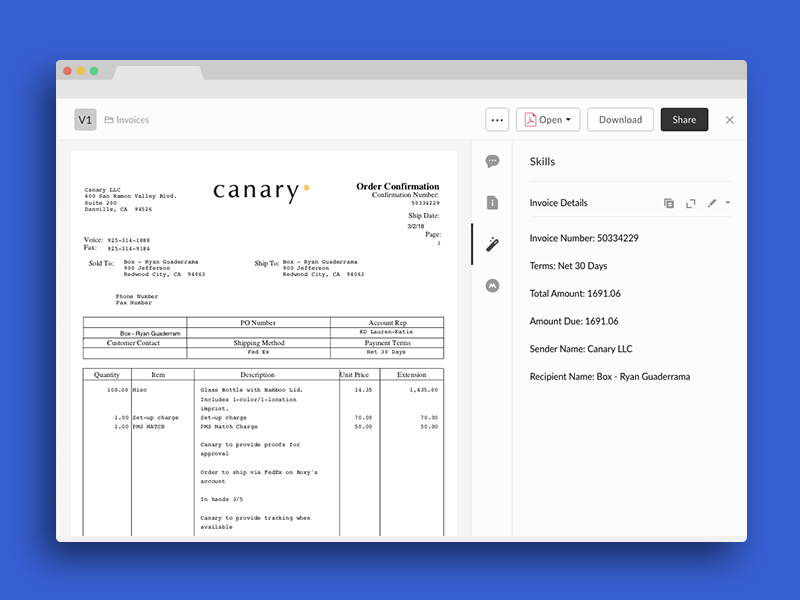 V1 Invoices
... Open Download Share
Canary LLC
600 San Ramon Valley Blvd.
Suite 200
Danville, CA 94526
canary
Order Confirmation
Confirmation Number:
50334229
Ship Date:
3/2/18
Page:
1
Voice: 925-314-1888
Fax: 925-314-9184
Sold To: Box - Ryan Guaderrama
900 Jefferson
Redwood City, CA 94063
Ship To: Box - Ryan Guaderrama
900 Jefferson
Redwood City, CA 94063
Phone Number
Fax Number
PO Number Account Rep
Box - Ryan Guaderram KD Lauren-Katie
Customer Contact Shipping Method Payment Terms
Fed Ex Net 30 Days
Quantity Item Description Unit Price Extension
100.00 Misc Glass Bottle with Bamboo Lid. 14.35 1,435.00
Includes 1-color/1-location
imprint.
1.00 Set-up charge Set-up charge 70.00 70.00
1.00 PMS MATCH PMS Match Charge 50.00 50.00
Canary to provide proofs for
approval
Order to ship via FedEx on Boxy's
account
In hands 3/5
Canary to provide tracking when
available
Skills
Invoice Details
Invoice Number: 50334229
Terms: Net 30 Days
Total Amount: 1691.06
Amount Due: 1691.06
Sender Name: Canary LLC
Recipient Name: Box - Ryan Guaderrama